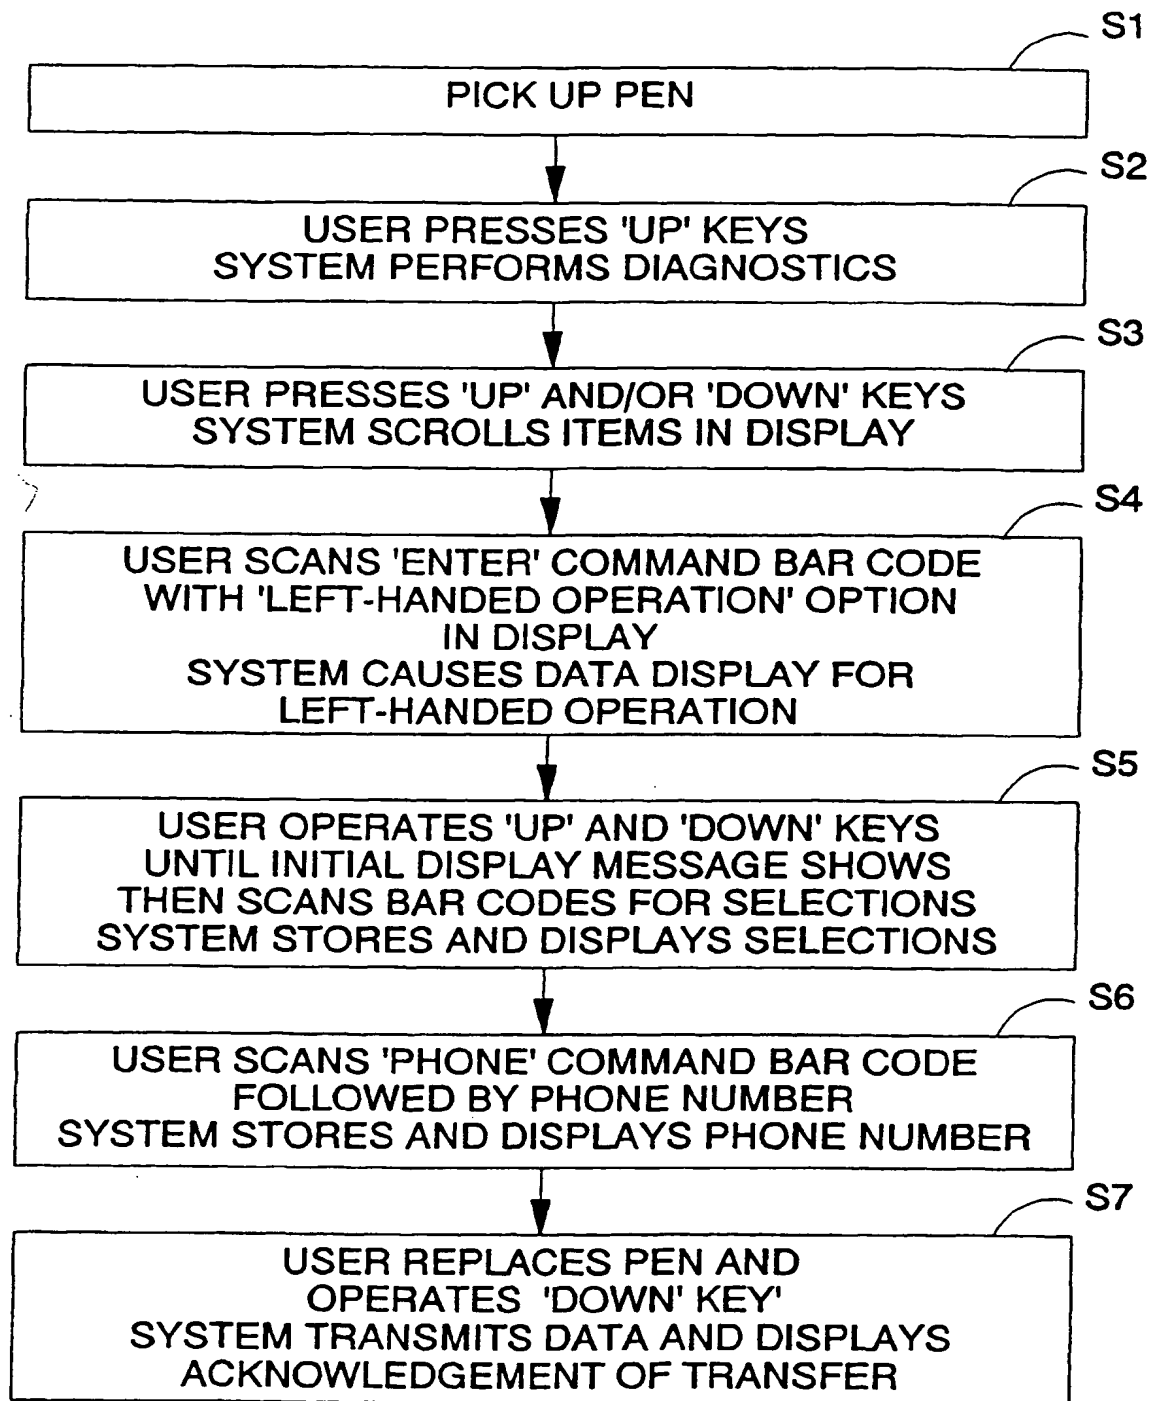 S1
PICK UP PEN
S2
USER PRESSES 'UP' KEYS
SYSTEM PERFORMS DIAGNOSTICS
S3
USER PRESSES 'UP' AND/OR 'DOWN' KEYS
SYSTEM SCROLLS ITEMS IN DISPLAY
S4
USER SCANS 'ENTER' COMMAND BAR CODE
WITH 'LEFT-HANDED OPERATION' OPTION
IN DISPLAY
SYSTEM CAUSES DATA DISPLAY FOR
LEFT-HANDED OPERATION
S5
USER OPERATES 'UP' AND 'DOWN' KEYS
UNTIL INITIAL DISPLAY MESSAGE SHOWS
THEN SCANS BAR CODES FOR SELECTIONS
SYSTEM STORES AND DISPLAYS SELECTIONS
S6
USER SCANS 'PHONE' COMMAND BAR CODE
FOLLOWED BY PHONE NUMBER
SYSTEM STORES AND DISPLAYS PHONE NUMBER
S7
USER REPLACES PEN AND
OPERATES 'DOWN' KEY'
SYSTEM TRANSMITS DATA AND DISPLAYS
ACKNOWLEDGEMENT OF TRANSFER